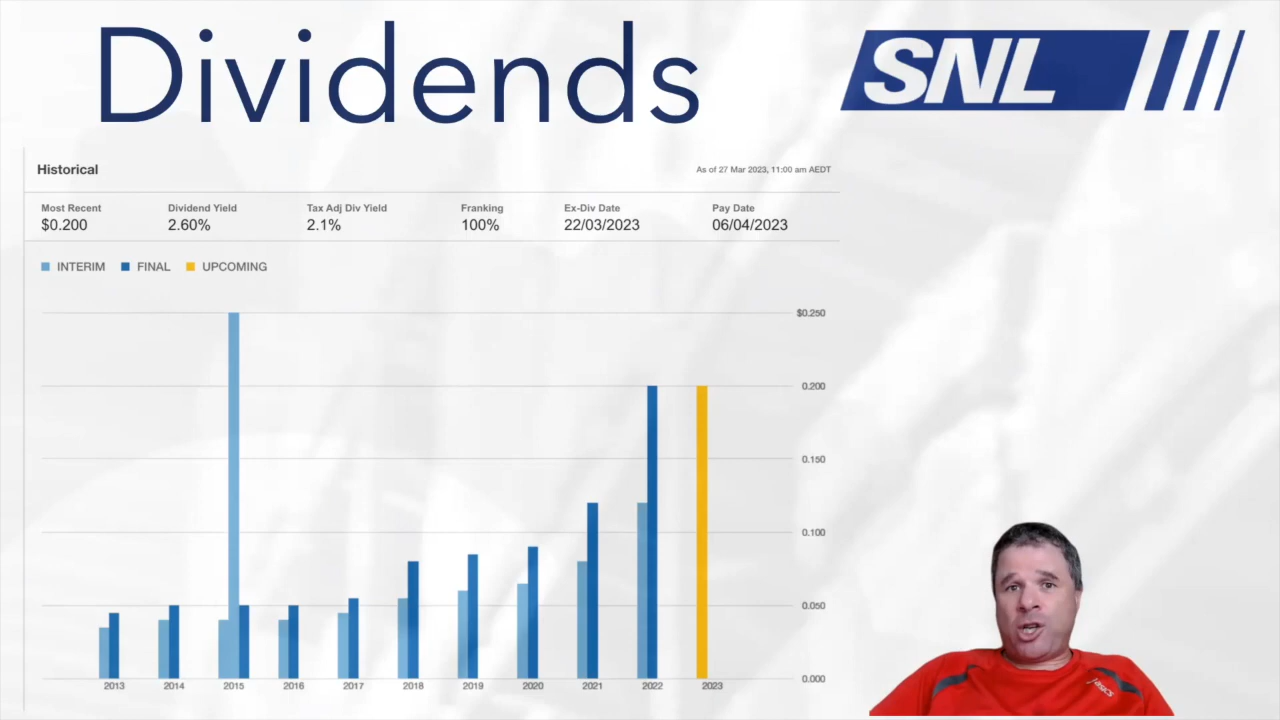 Dividends
SNL
Historical
As of 27 Mar 2023, 11:00 am AEDT
Most Recent Dividend Yield Tax Adj Div Yield Franking Ex-Div Date Pay Date
$0.200 2.60% 2.1% 100% 22/03/2023 06/04/2023
INTERIM FINAL UPCOMING
$0.250
0.200
0.150
0.100
0.050
0.000
2013 2014 2015 2016 2017 2018 2019 2020 2021 2022 2023
asics